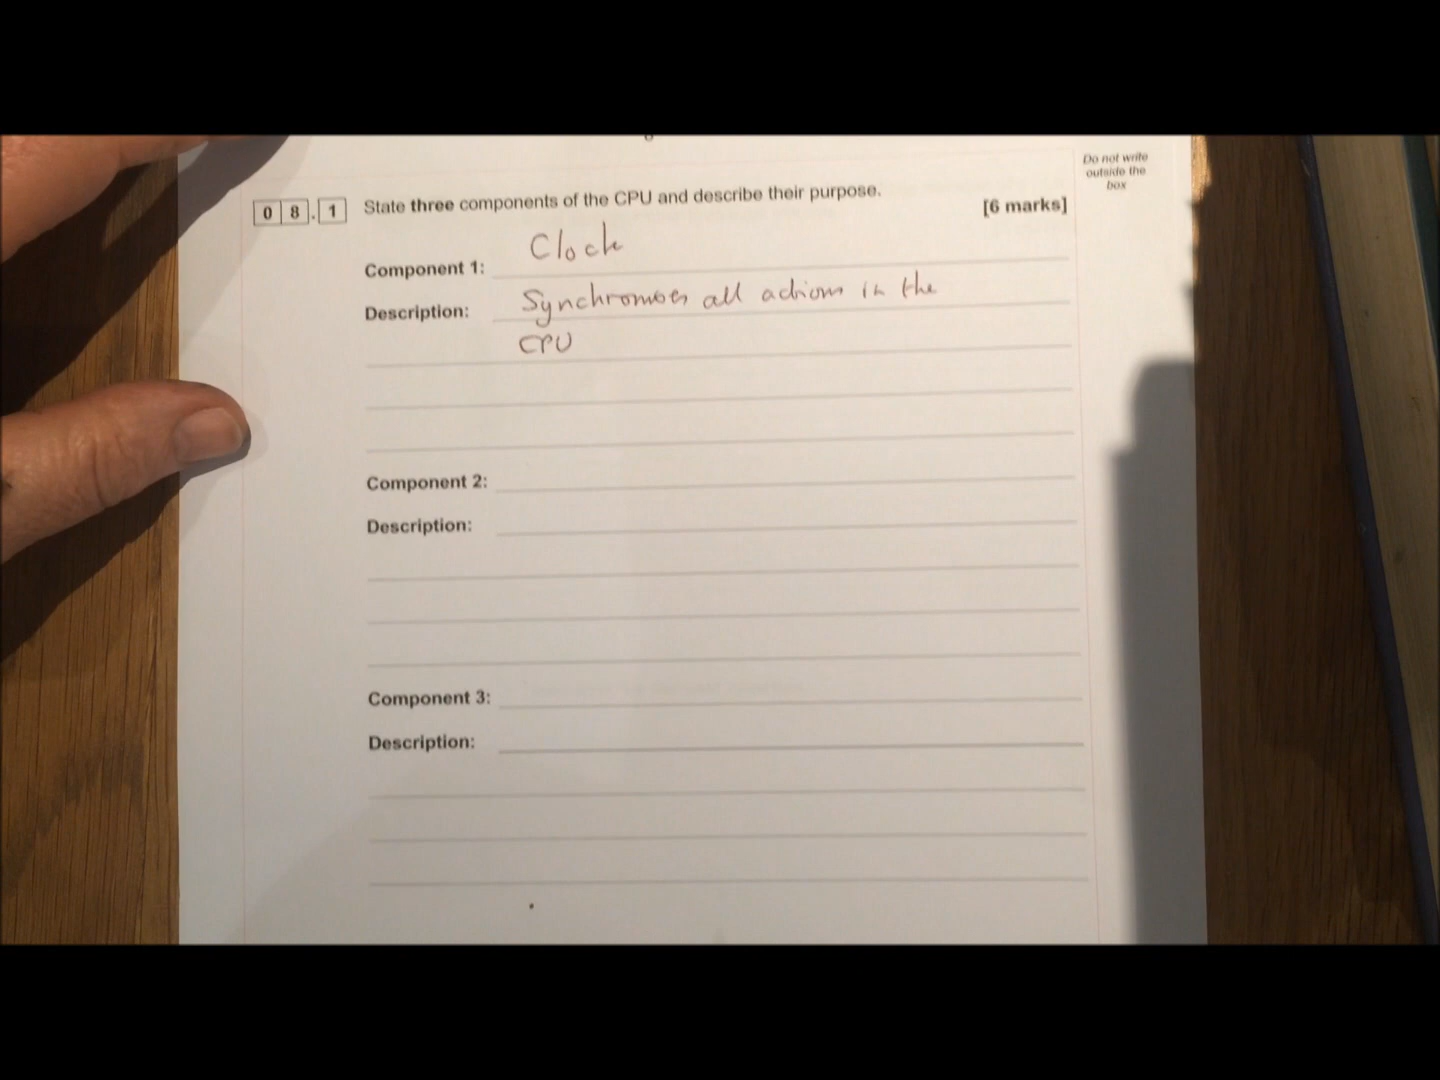 Do not write
outside the
box
0 8 . 1 State three components of the CPU and describe their purpose.
[6 marks]
Component 1: Clock
Description: Synchronises all actions in the
CPU
Component 2:
Description:
Component 3:
Description: